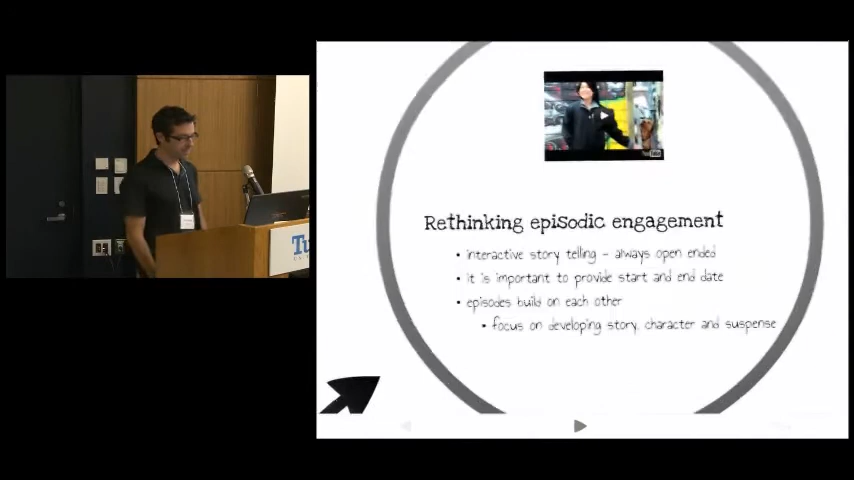 Rethinking episodic engagement
• interactive story telling - always open ended
• it is important to provide start and end date
• episodes build on each other
• focus on developing story, character and suspense
Tu